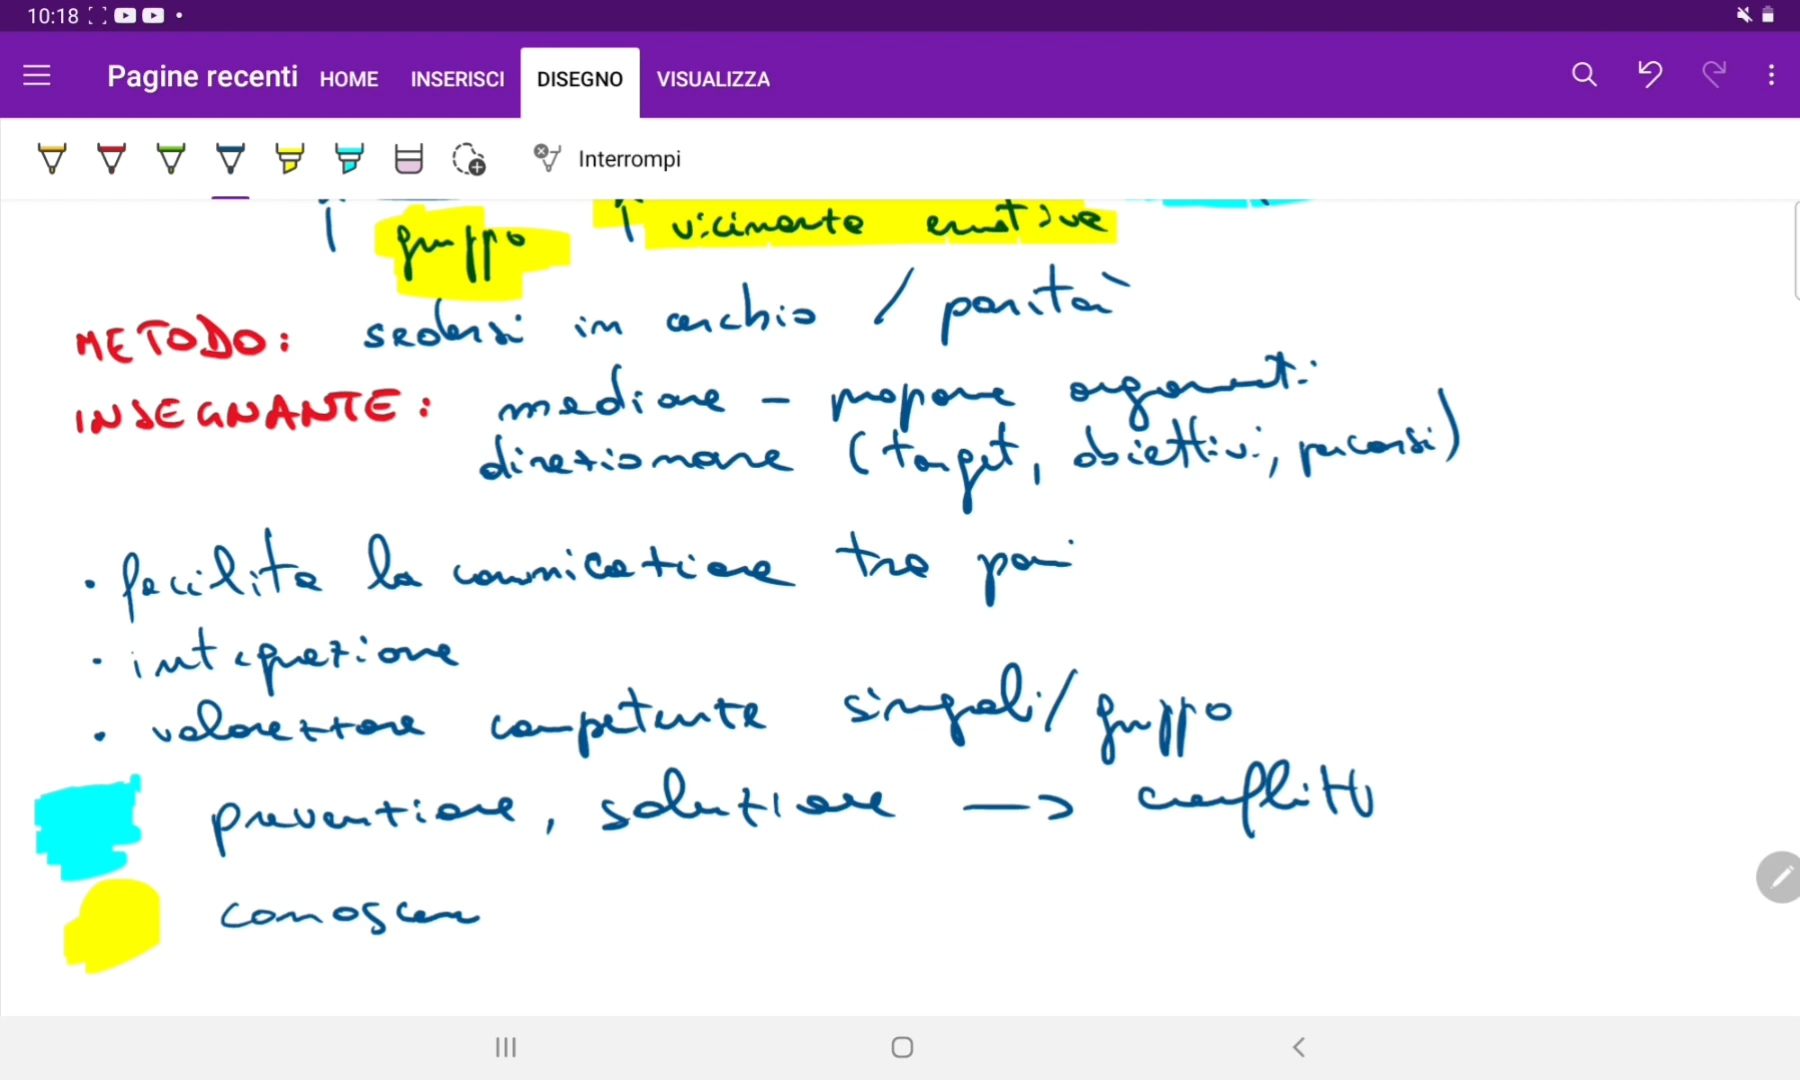 10:18
Pagine recenti HOME INSERISCI DISEGNO VISUALIZZA
Interrompi
gruppo vicinanza emotiva
METODO: sedersi in cerchio / parità
INSEGNANTE: mediare - propone argomenti
direzionare (target, obiettivi, percorsi)
• facilita la comunicazione tra pari
• integrazione
• valorizzare competenze singoli/gruppo
prevenzione, soluzione → conflitti
conoscere